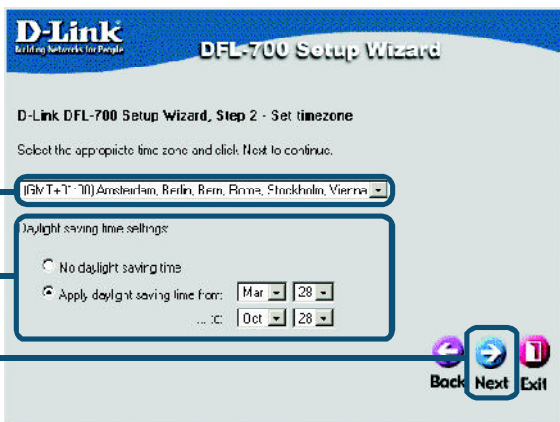 D-Link
Building Networks for People
DFL-700 Setup Wizard
D-Link DFL-700 Setup Wizard, Step 2 - Set timezone
Select the appropriate time zone and click Next to continue.
(GMT+01:00) Amsterdam, Berlin, Bern, Rome, Stockholm, Vienna
Daylight saving time settings:
No daylight saving time
Apply daylight saving time from: Mar 28
... to: Oct 28
Back Next Exit